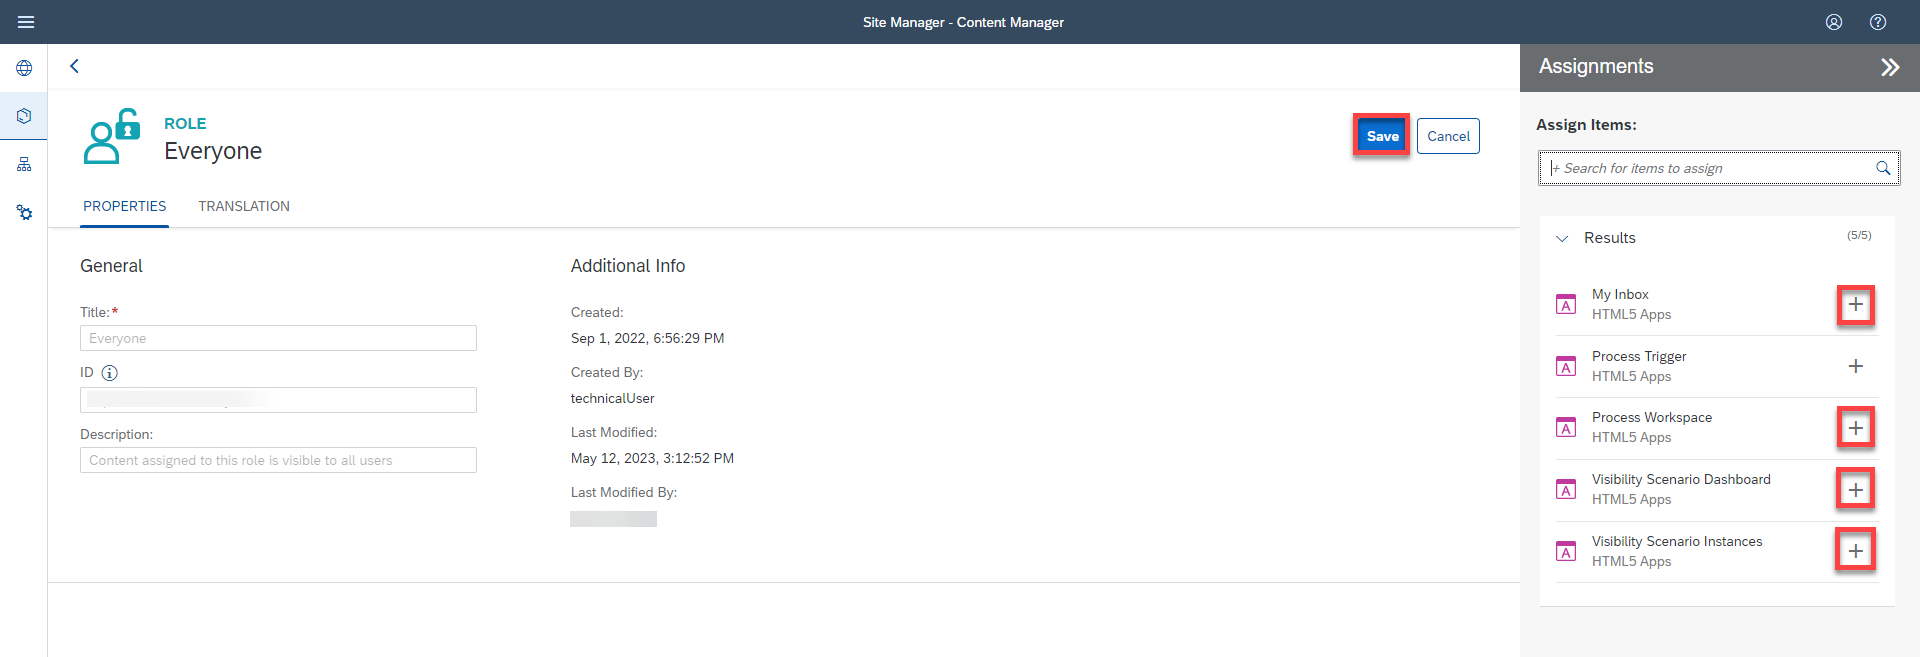 Site Manager - Content Manager
ROLE
Everyone
Save
Cancel
PROPERTIES
TRANSLATION
General
Title:*
Everyone
ID
Description:
Content assigned to this role is visible to all users
Additional Info
Created:
Sep 1, 2022, 6:56:29 PM
Created By:
technicalUser
Last Modified:
May 12, 2023, 3:12:52 PM
Last Modified By:
Assignments
Assign Items:
+ Search for items to assign
Results
(5/5)
My Inbox
HTML5 Apps
Process Trigger
HTML5 Apps
Process Workspace
HTML5 Apps
Visibility Scenario Dashboard
HTML5 Apps
Visibility Scenario Instances
HTML5 Apps